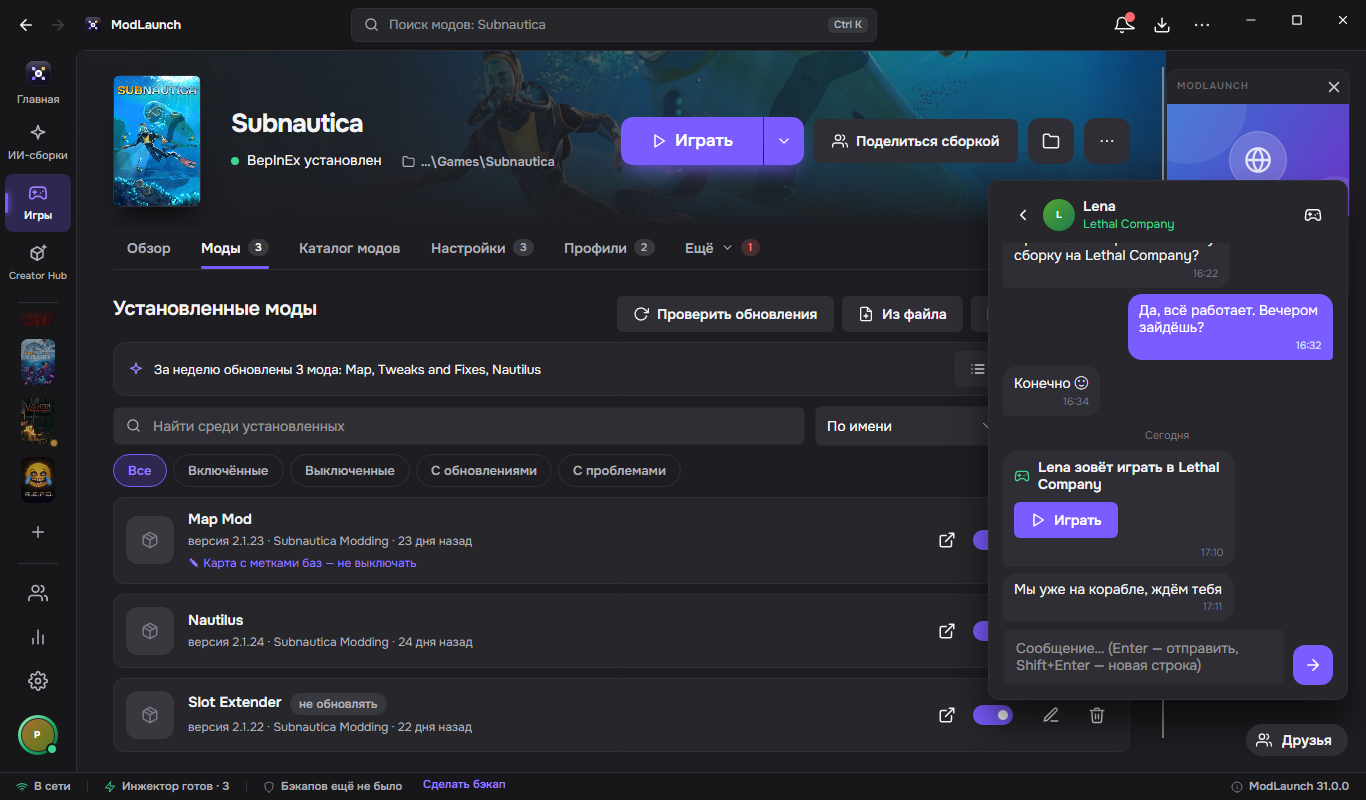 ModLaunch
Поиск модов: Subnautica
Ctrl K
Главная
ИИ-сборки
Игры
Creator Hub
P
SUBNAUTICA
Subnautica
BepInEx установлен
...\Games\Subnautica
Играть
Поделиться сборкой
Обзор
Моды 3
Каталог модов
Настройки 3
Профили 2
Ещё 1
Установленные моды
Проверить обновления
Из файла
За неделю обновлены 3 мода: Map, Tweaks and Fixes, Nautilus
Найти среди установленных
По имени
Все
Включённые
Выключенные
С обновлениями
С проблемами
Map Mod
версия 2.1.23 · Subnautica Modding · 23 дня назад
Карта с метками баз — не выключать
Nautilus
версия 2.1.24 · Subnautica Modding · 24 дня назад
Slot Extender не обновлять
версия 2.1.22 · Subnautica Modding · 22 дня назад
MODLAUNCH
L
Lena
Lethal Company
сборку на Lethal Company?
16:22
Да, всё работает. Вечером
зайдёшь?
16:32
Конечно
16:34
Сегодня
Lena зовёт играть в Lethal
Company
Играть
17:10
Мы уже на корабле, ждём тебя
17:11
Сообщение... (Enter — отправить,
Shift+Enter — новая строка)
Друзья
В сети
Инжектор готов · 3
Бэкапов ещё не было
Сделать бэкап
ModLaunch 31.0.0